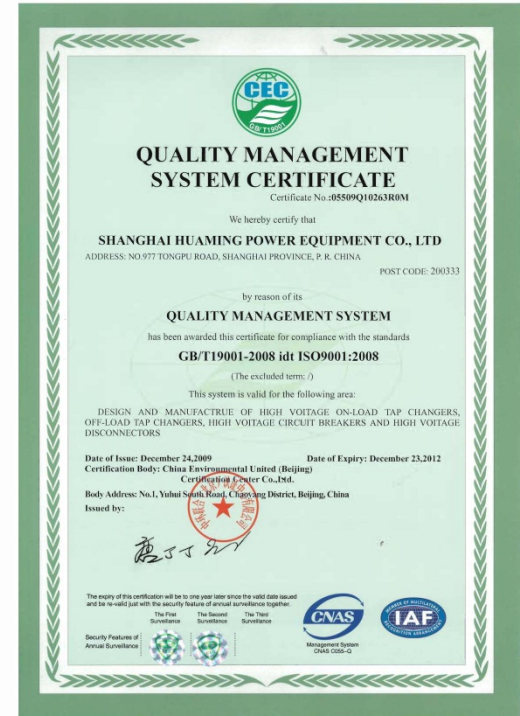 CEC
GB/T19001
QUALITY MANAGEMENT
SYSTEM CERTIFICATE
Certificate No.:05509Q10263R0M
We hereby certify that
SHANGHAI HUAMING POWER EQUIPMENT CO., LTD
ADDRESS: NO.977 TONGPU ROAD, SHANGHAI PROVINCE, P. R. CHINA
POST CODE: 200333
by reason of its
QUALITY MANAGEMENT SYSTEM
has been awarded this certificate for compliance with the standards
GB/T19001-2008 idt ISO9001:2008
(The excluded term: /)
This system is valid for the following area:
DESIGN AND MANUFACTRUE OF HIGH VOITAGE ON-LOAD TAP CHANGERS,
OFF-LOAD TAP CHANGERS, HIGH VOITAGE CIRCUIT BREAKERS AND HIGH VOITAGE
DISCONNECTORS
Date of Issue: December 24,2009 Date of Expiry: December 23,2012
Certification Body: China Environmental United (Beijing)
Certification Center Co.,Ltd.
Body Address: No.1, Yuhui South Road, Chaoyang District, Beijing, China
Issued by:
The expiry of this certification will be to one year later since the valid date issued
and be re-valid just with the security feature of annual surveillance together.
The First Surveillance The Second Surveillance The Third Surveillance
Security Features of
Annual Surveillance
CNAS
Management System
CNAS C055-Q
MEMBER OF MULTILATERAL
RECOGNITION ARRANGEMENT
IAF